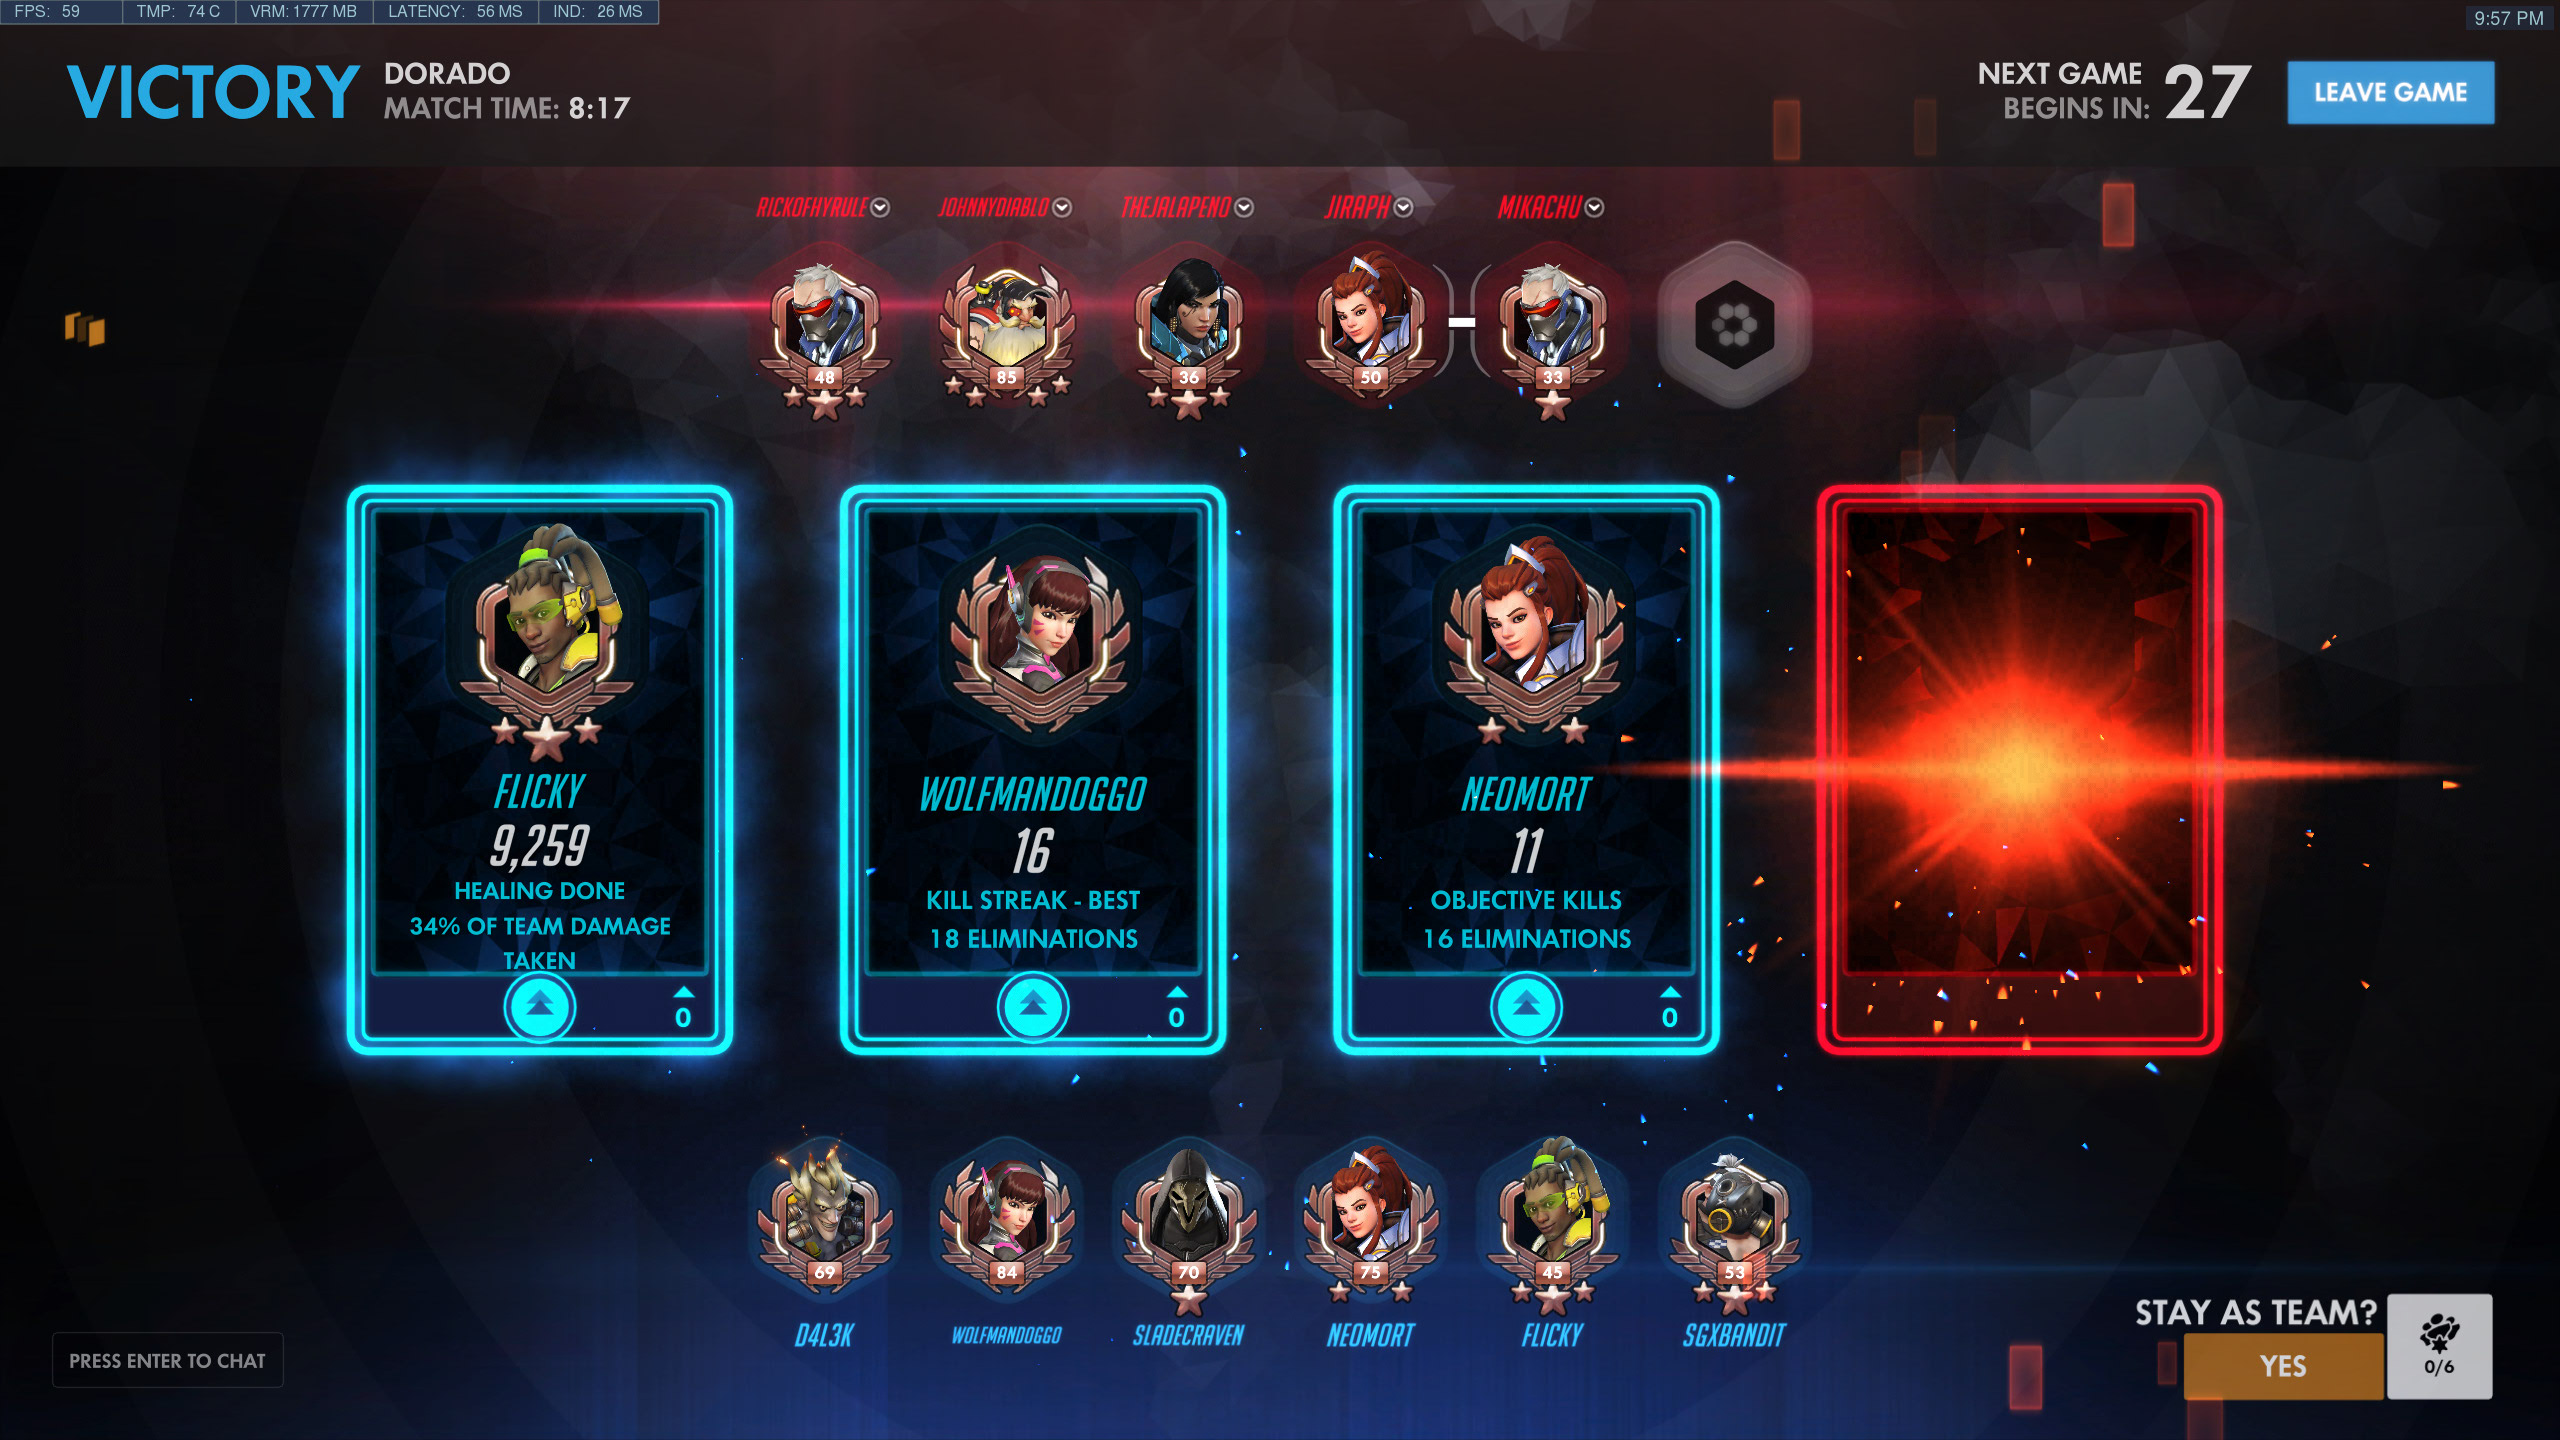 FPS: 59 TMP: 74 C VRM: 1777 MB LATENCY: 56 MS IND: 26 MS
9:57 PM
VICTORY
DORADO
MATCH TIME: 8:17
NEXT GAME
BEGINS IN: 27
LEAVE GAME
RICKOFHYRULE JOHNNYDIABLO THEJALAPENO JIRAPH MIKACHU
48 85 36 50 33
FLICKY
9,259
HEALING DONE
34% OF TEAM DAMAGE
TAKEN
0
WOLFMANDOGGO
16
KILL STREAK - BEST
18 ELIMINATIONS
0
NEOMORT
11
OBJECTIVE KILLS
16 ELIMINATIONS
0
69 84 70 75 45 53
D4L3K WOLFMANDOGGO SLADECRAVEN NEOMORT FLICKY SGXBANDIT
PRESS ENTER TO CHAT
STAY AS TEAM?
YES
0/6